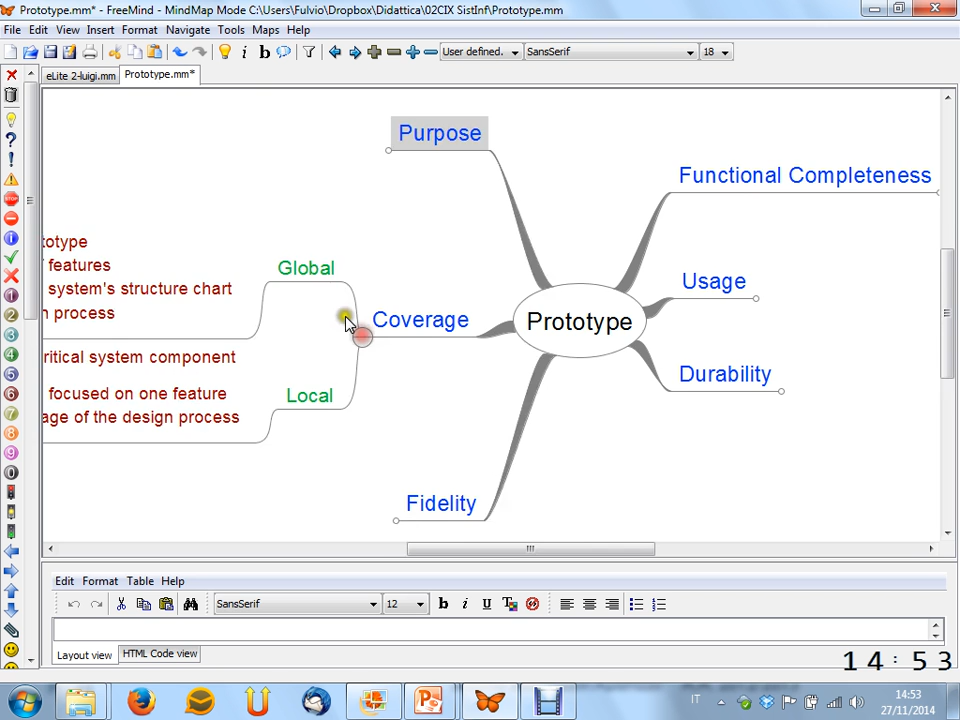 Prototype.mm* - FreeMind - MindMap Mode C:\Users\Fulvio\Dropbox\Didattica\02CIX SistInf\Prototype.mm
File Edit View Insert Format Navigate Tools Maps Help
User defined. SansSerif 18
eLite 2-luigi.mm Prototype.mm*
Purpose
Functional Completeness
totype
features
system's structure chart
process
Global
Usage
Coverage
Prototype
ritical system component
focused on one feature
age of the design process
Local
Durability
Fidelity
Edit Format Table Help
SansSerif 12
Layout view HTML Code view
14:53
IT
14:53
27/11/2014